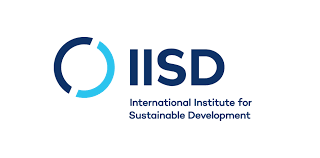 IISD
International Institute for
Sustainable Development